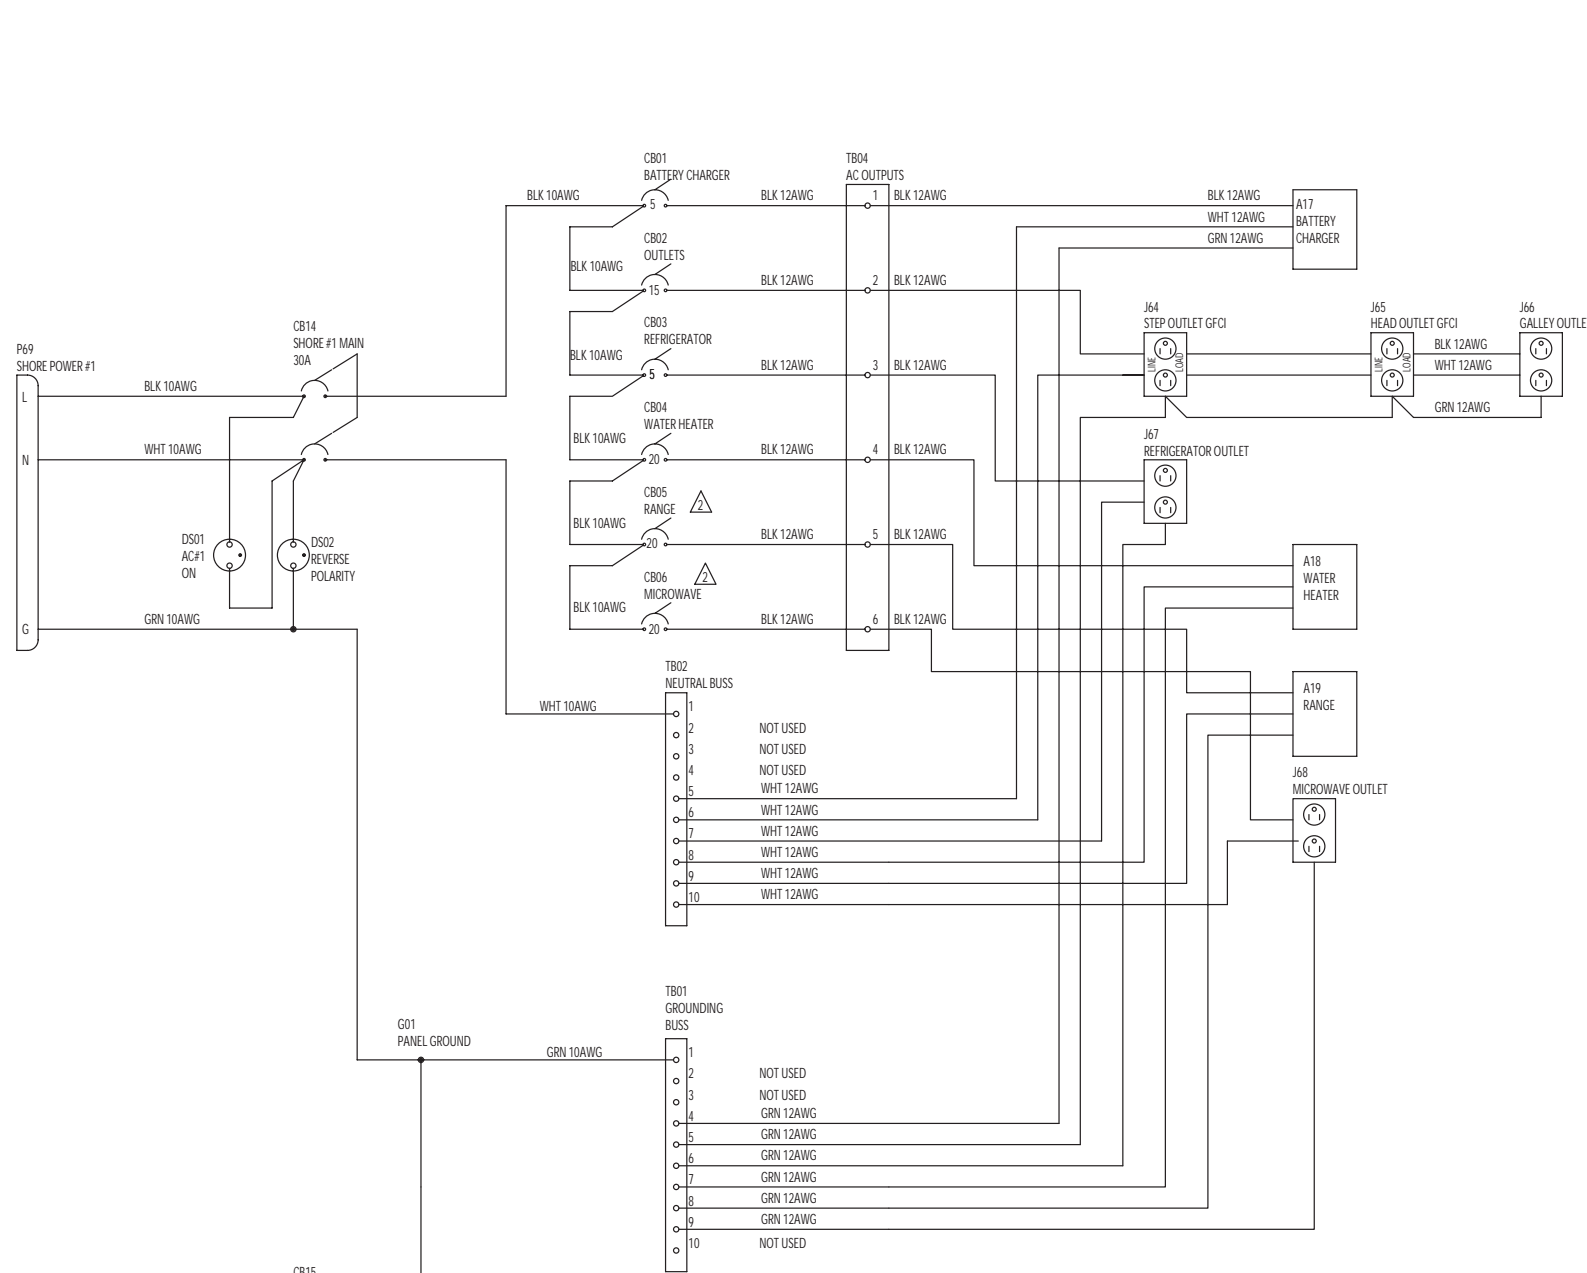 CB01
BATTERY CHARGER
BLK 10AWG
5
BLK 12AWG
TB04
AC OUTPUTS
1
BLK 12AWG
BLK 12AWG
WHT 12AWG
GRN 12AWG
A17
BATTERY
CHARGER
CB02
OUTLETS
BLK 10AWG
15
BLK 12AWG
2
BLK 12AWG
CB03
REFRIGERATOR
BLK 10AWG
5
BLK 12AWG
3
BLK 12AWG
J64
STEP OUTLET GFCI
LINE
LOAD
J65
HEAD OUTLET GFCI
LINE
LOAD
BLK 12AWG
WHT 12AWG
GRN 12AWG
J66
GALLEY OUTLE
P69
SHORE POWER #1
L
BLK 10AWG
N
WHT 10AWG
G
GRN 10AWG
CB14
SHORE #1 MAIN
30A
DS01
AC#1
ON
DS02
REVERSE
POLARITY
CB04
WATER HEATER
BLK 10AWG
20
BLK 12AWG
4
BLK 12AWG
J67
REFRIGERATOR OUTLET
CB05
RANGE
2
BLK 10AWG
20
BLK 12AWG
5
BLK 12AWG
A18
WATER
HEATER
CB06
MICROWAVE
2
BLK 10AWG
20
BLK 12AWG
6
BLK 12AWG
A19
RANGE
J68
MICROWAVE OUTLET
TB02
NEUTRAL BUSS
WHT 10AWG
1
2 NOT USED
3 NOT USED
4 NOT USED
5 WHT 12AWG
6 WHT 12AWG
7 WHT 12AWG
8 WHT 12AWG
9 WHT 12AWG
10 WHT 12AWG
TB01
GROUNDING
BUSS
G01
PANEL GROUND
GRN 10AWG
1
2 NOT USED
3 NOT USED
4 GRN 12AWG
5 GRN 12AWG
6 GRN 12AWG
7 GRN 12AWG
8 GRN 12AWG
9 GRN 12AWG
10 NOT USED
CB15